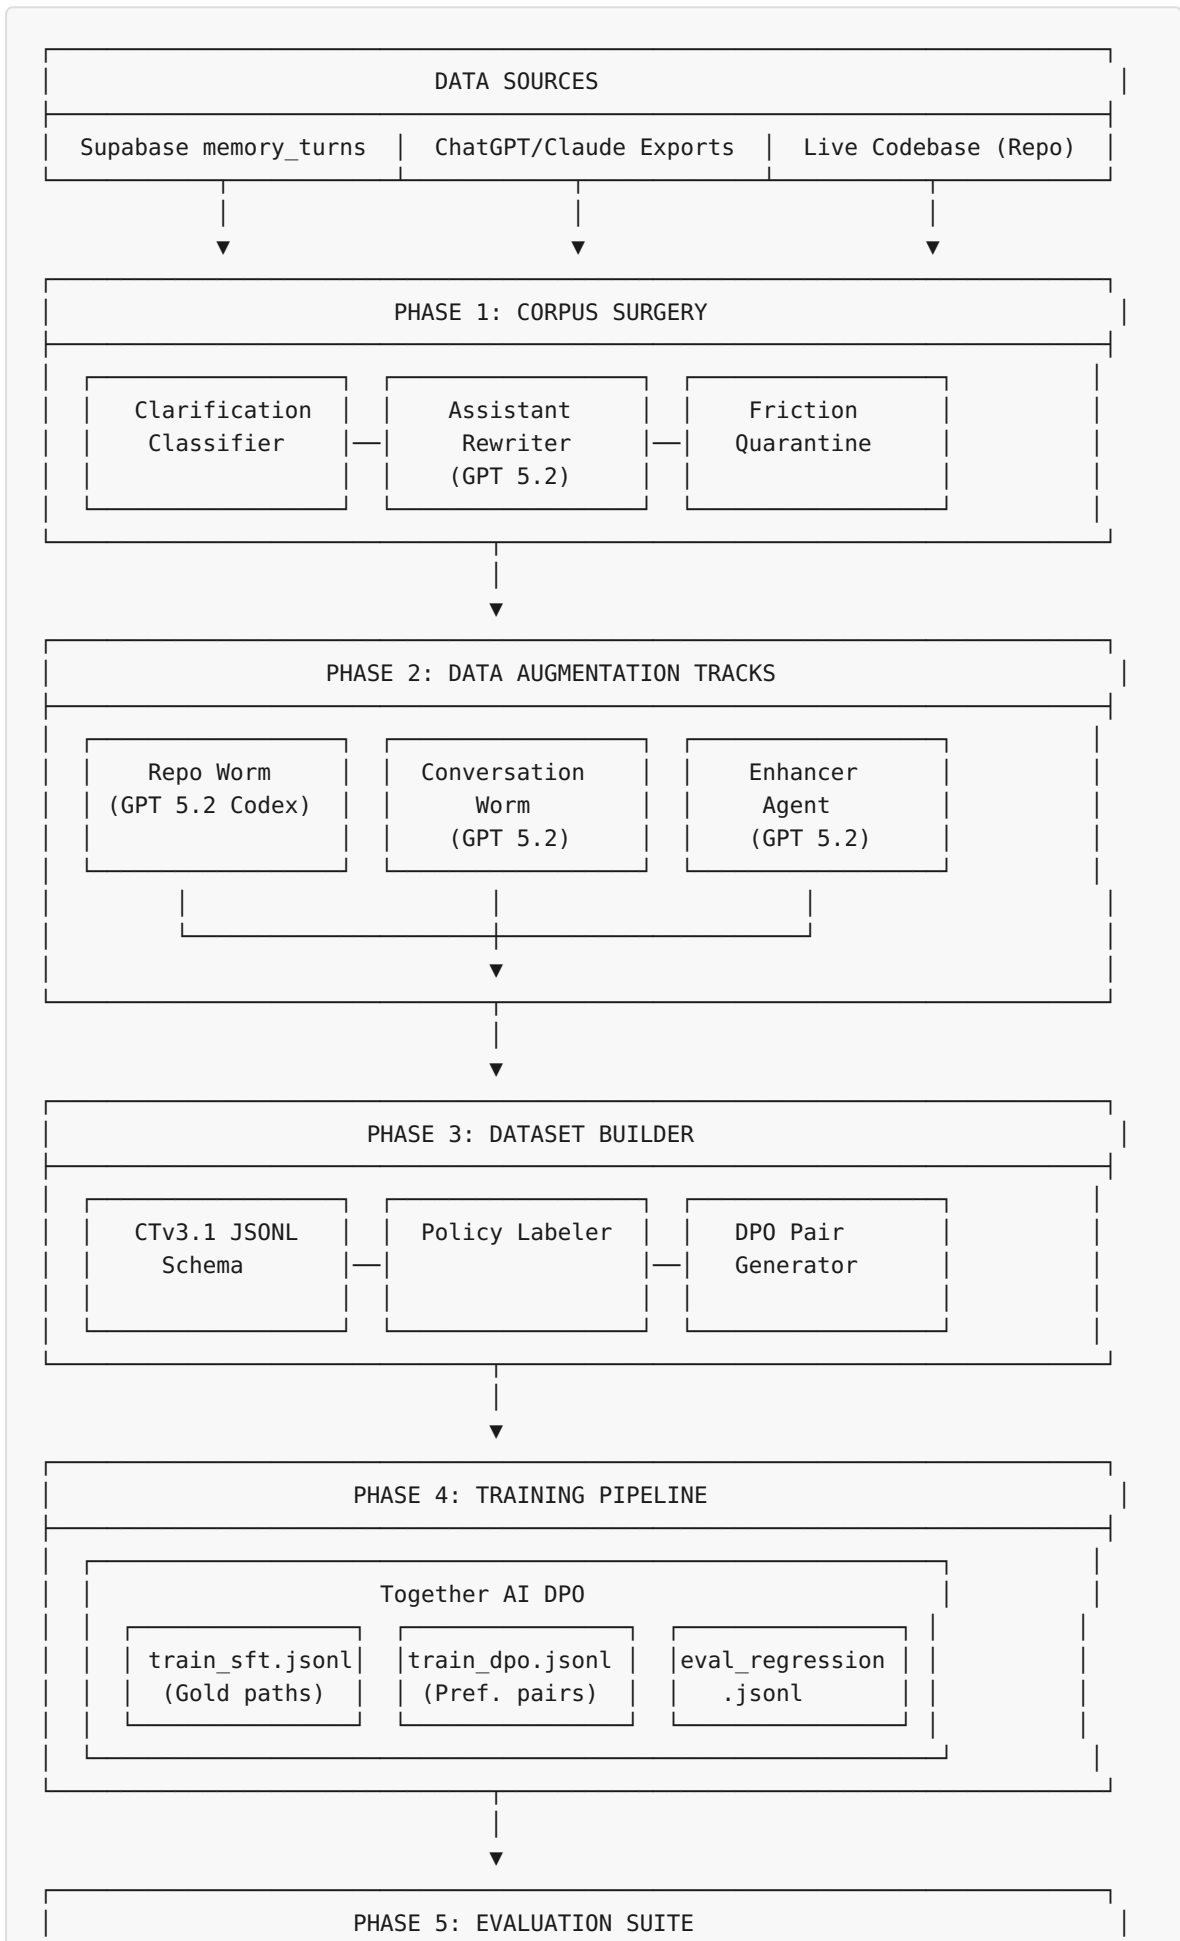 DATA SOURCES
Supabase memory_turns ChatGPT/Claude Exports Live Codebase (Repo)
PHASE 1: CORPUS SURGERY
Clarification Assistant Friction
Classifier Rewriter Quarantine
(GPT 5.2)
PHASE 2: DATA AUGMENTATION TRACKS
Repo Worm Conversation Enhancer
(GPT 5.2 Codex) Worm Agent
(GPT 5.2) (GPT 5.2)
PHASE 3: DATASET BUILDER
CTv3.1 JSONL Policy Labeler DPO Pair
Schema Generator
PHASE 4: TRAINING PIPELINE
Together AI DPO
train_sft.jsonl train_dpo.jsonl eval_regression
(Gold paths) (Pref. pairs) .jsonl
PHASE 5: EVALUATION SUITE